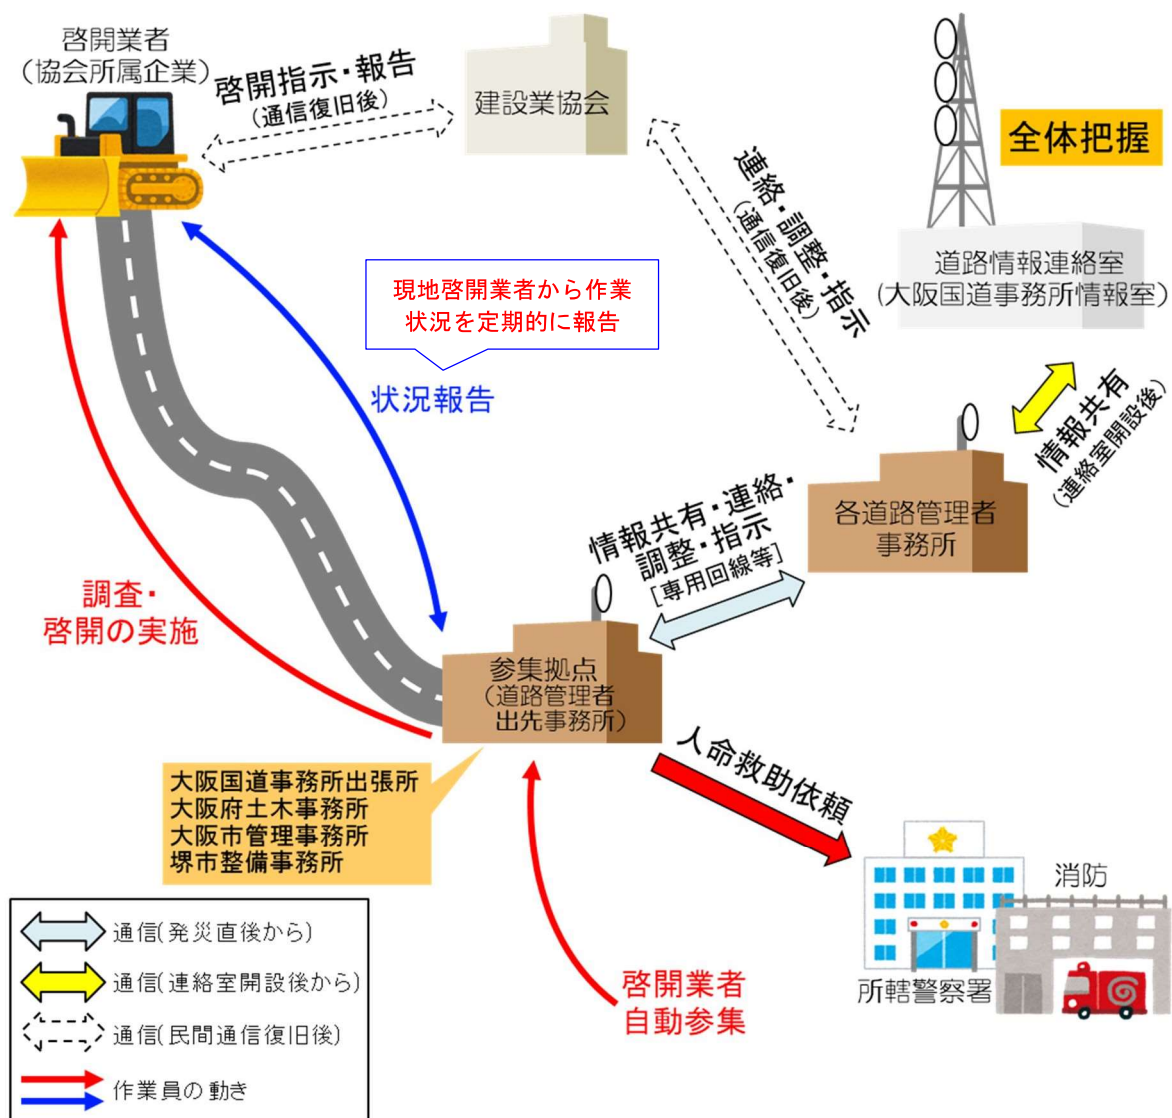 啓開業者
(協会所属企業)
啓開指示・報告
(通信復旧後)
建設業協会
全体把握
連絡・調整・指示
(通信復旧後)
道路情報連絡室
(大阪国道事務所情報室)
現地啓開業者から作業
状況を定期的に報告
状況報告
情報共有
(連絡室開設後)
各道路管理者
事務所
情報共有・連絡・
調整・指示
[専用回線等]
調査・
啓開の実施
参集拠点
(道路管理者
出先事務所)
人命救助依頼
大阪国道事務所出張所
大阪府土木事務所
大阪市管理事務所
堺市整備事務所
消防
所轄警察署
啓開業者
自動参集
通信(発災直後から)
通信(連絡室開設後から)
通信(民間通信復旧後)
作業員の動き